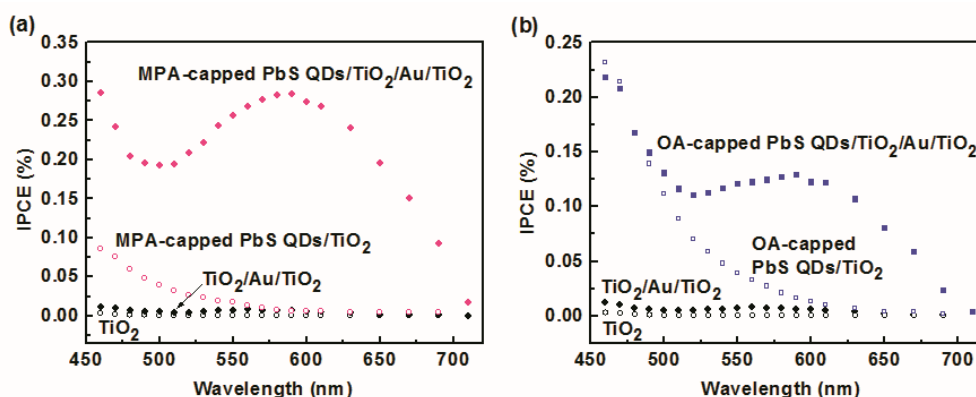 (a)
0.35
0.30
0.25
0.20
0.15
0.10
0.05
0.00
IPCE (%)
MPA-capped PbS QDs/TiO₂/Au/TiO₂
MPA-capped PbS QDs/TiO₂
TiO₂/Au/TiO₂
TiO₂
450 500 550 600 650 700
Wavelength (nm)
(b)
0.25
0.20
0.15
0.10
0.05
0.00
IPCE (%)
OA-capped PbS QDs/TiO₂/Au/TiO₂
OA-capped
PbS QDs/TiO₂
TiO₂/Au/TiO₂
TiO₂
450 500 550 600 650 700
Wavelength (nm)